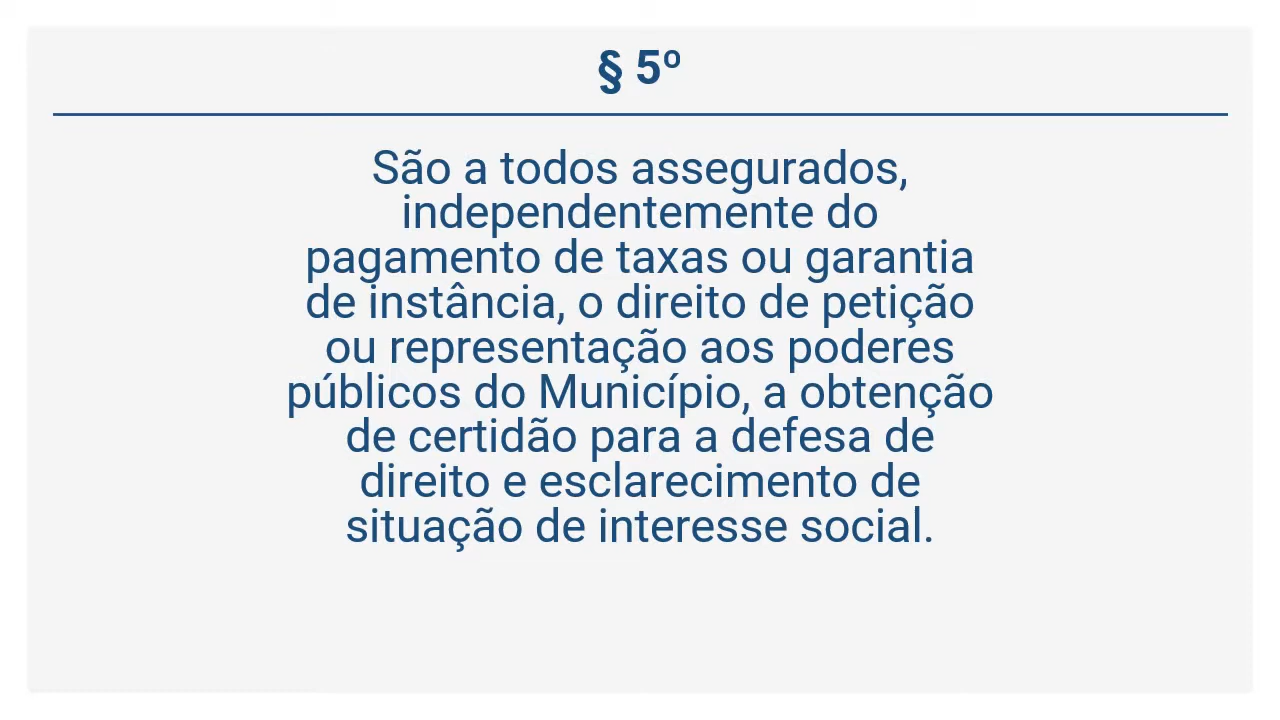 § 5º
São a todos assegurados,
independentemente do
pagamento de taxas ou garantia
de instância, o direito de petição
ou representação aos poderes
públicos do Município, a obtenção
de certidão para a defesa de
direito e esclarecimento de
situação de interesse social.